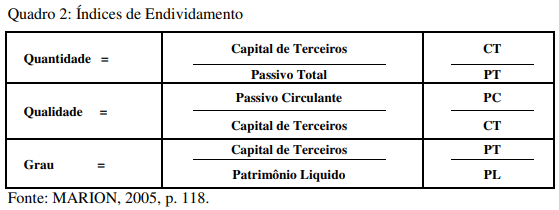 Quadro 2: Índices de Endividamento
Quantidade =
Capital de Terceiros
Passivo Total
CT
PT
Qualidade =
Passivo Circulante
Capital de Terceiros
PC
CT
Grau =
Capital de Terceiros
Patrimônio Liquido
PT
PL
Fonte: MARION, 2005, p. 118.